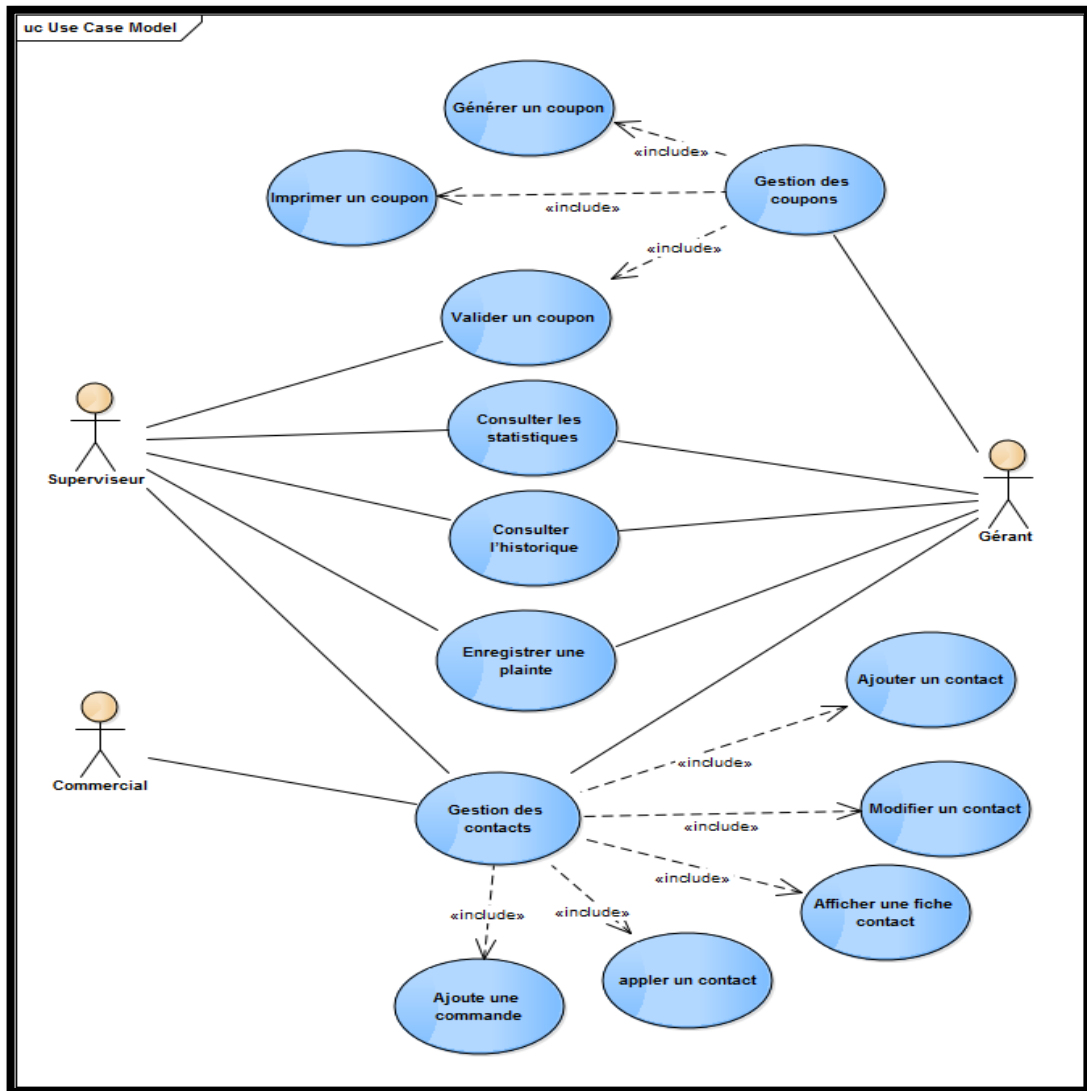 uc Use Case Model
Générer un coupon
«include»
Gestion des
coupons
Imprimer un coupon
«include»
«include»
Valider un coupon
Consulter les
statistiques
Superviseur
Consulter
l'historique
Gérant
Enregistrer une
plainte
Ajouter un contact
«include»
Commercial
Gestion des
contacts
Modifier un contact
«include»
«include»
Afficher une fiche
contact
«include»
«include»
appler un contact
Ajoute une
commande